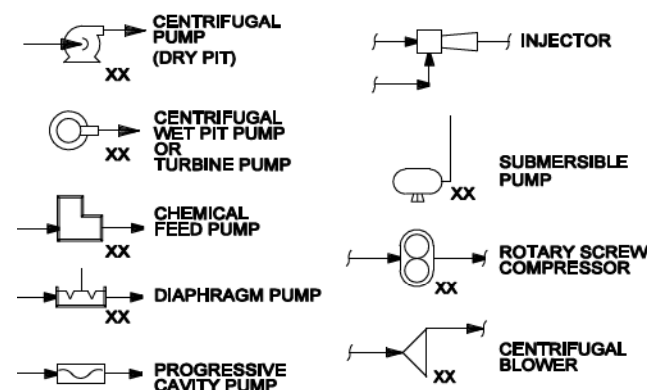 CENTRIFUGAL
PUMP
(DRY PIT)
XX
CENTRIFUGAL
WET PIT PUMP
OR
TURBINE PUMP
XX
CHEMICAL
FEED PUMP
XX
DIAPHRAGM PUMP
XX
PROGRESSIVE
CAVITY PUMP
INJECTOR
SUBMERSIBLE
PUMP
XX
ROTARY SCREW
COMPRESSOR
XX
CENTRIFUGAL
BLOWER
XX